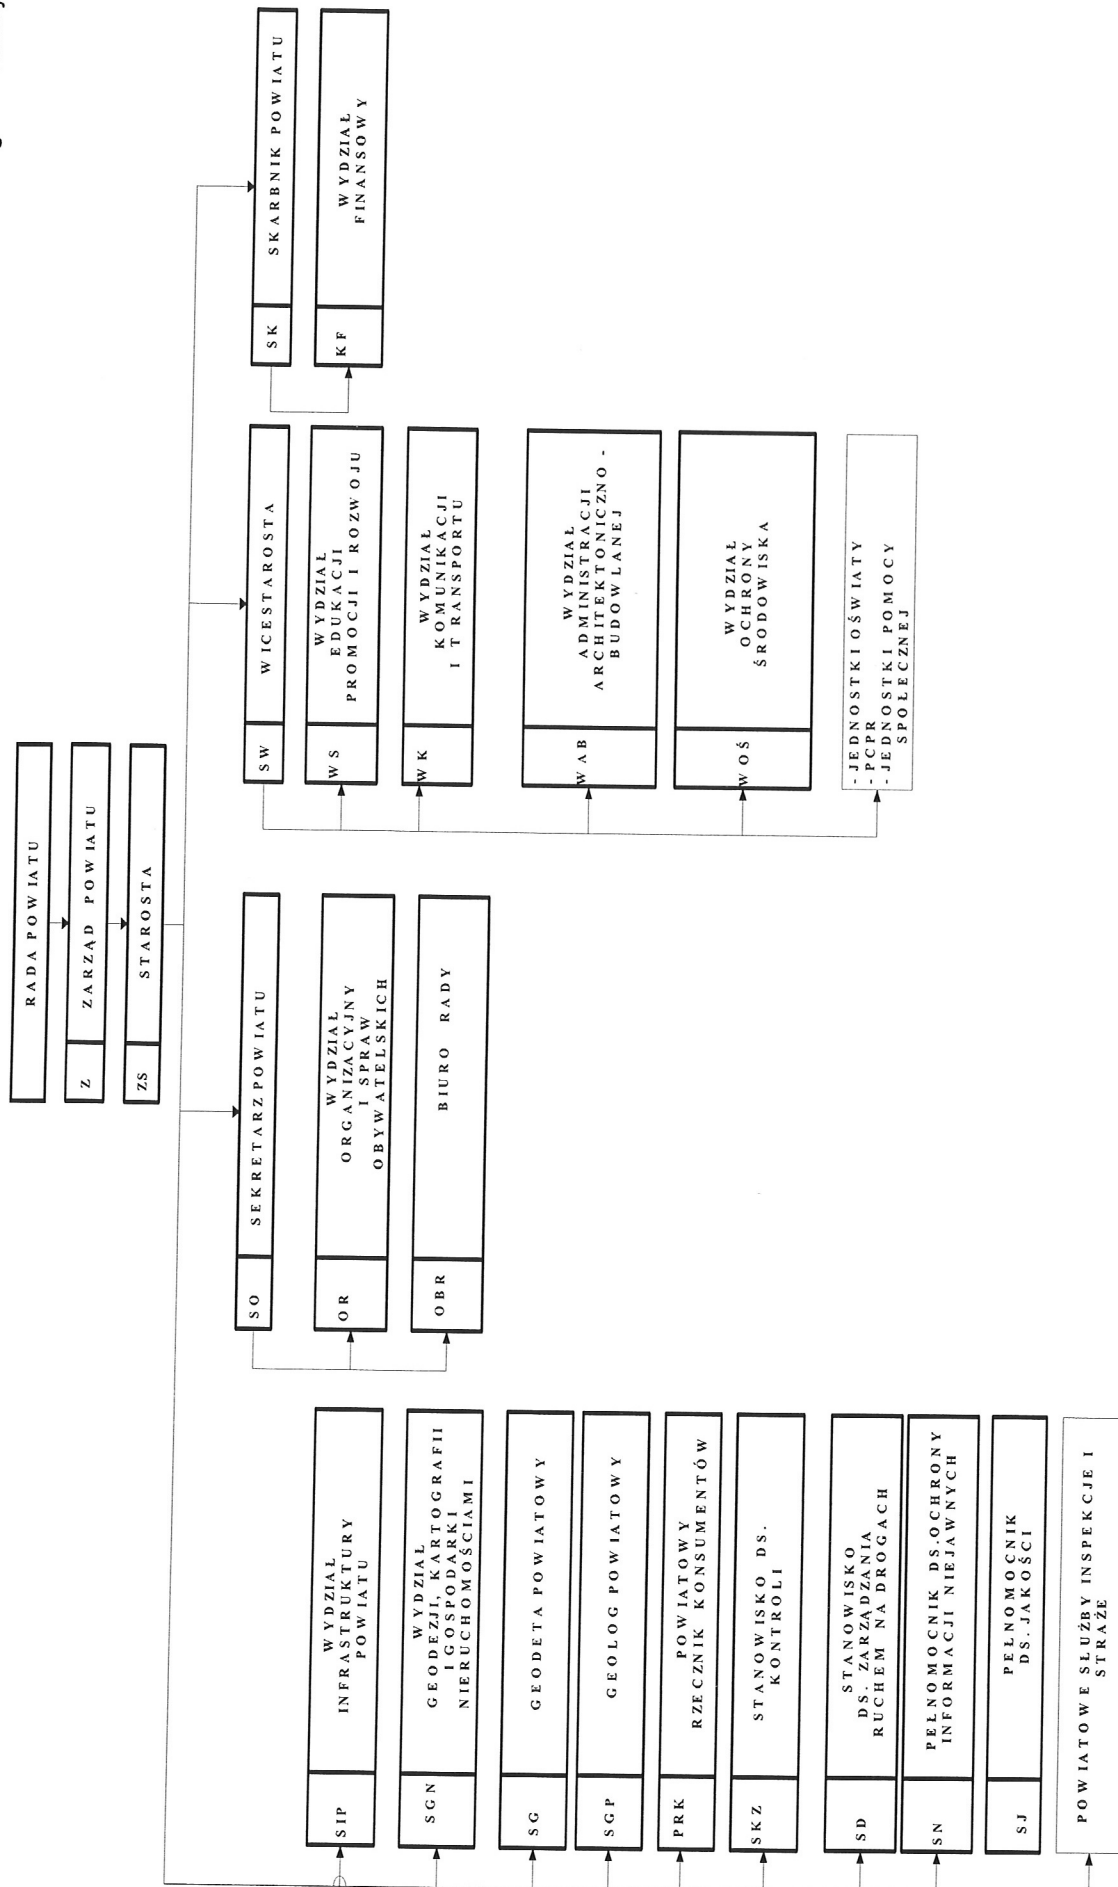 RADA POWIATU
Z
ZARZĄD POWIATU
ZS
STAROSTA
SIP
WYDZIAŁ
INFRASTRUKTURY
POWIATU
SGN
WYDZIAŁ
GEODEZJI, KARTOGRAFII
I GOSPODARKI
NIERUCHOMOŚCIAMI
SG
GEODETA POWIATOWY
SGP
GEOLOG POWIATOWY
PRK
POWIATOWY
RZECZNIK KONSUMENTÓW
SKZ
STANOWISKO DS.
KONTROLI
SD
STANOWISKO
DS. ZARZĄDZANIA
RUCHEM NA DROGACH
SN
PEŁNOMOCNIK DS.OCHRONY
INFORMACJI NIEJAWNYCH
SJ
PEŁNOMOCNIK
DS.JAKOŚCI
POWIATOWE SŁUŻBY INSPEKCJE I
STRAŻE
SO
SEKRETARZ POWIATU
OR
WYDZIAŁ
ORGANIZACYJNY
I SPRAW
OBYWATELSKICH
OBR
BIURO RADY
SW
WICESTAROSTA
WS
WYDZIAŁ
EDUKACJI
PROMOCJI I ROZWOJU
WK
WYDZIAŁ
KOMUNIKACJI
I TRANSPORTU
WAB
WYDZIAŁ
ADMINISTRACJI
ARCHITEKTONICZNO -
BUDOWLANEJ
WOŚ
WYDZIAŁ
OCHRONY
ŚRODOWISKA
- JEDNOSTKI OŚWIATY
- PCPR
- JEDNOSTKI POMOCY
SPOŁECZNEJ
SK
SKARBNIK POWIATU
KF
WYDZIAŁ
FINANSOWY